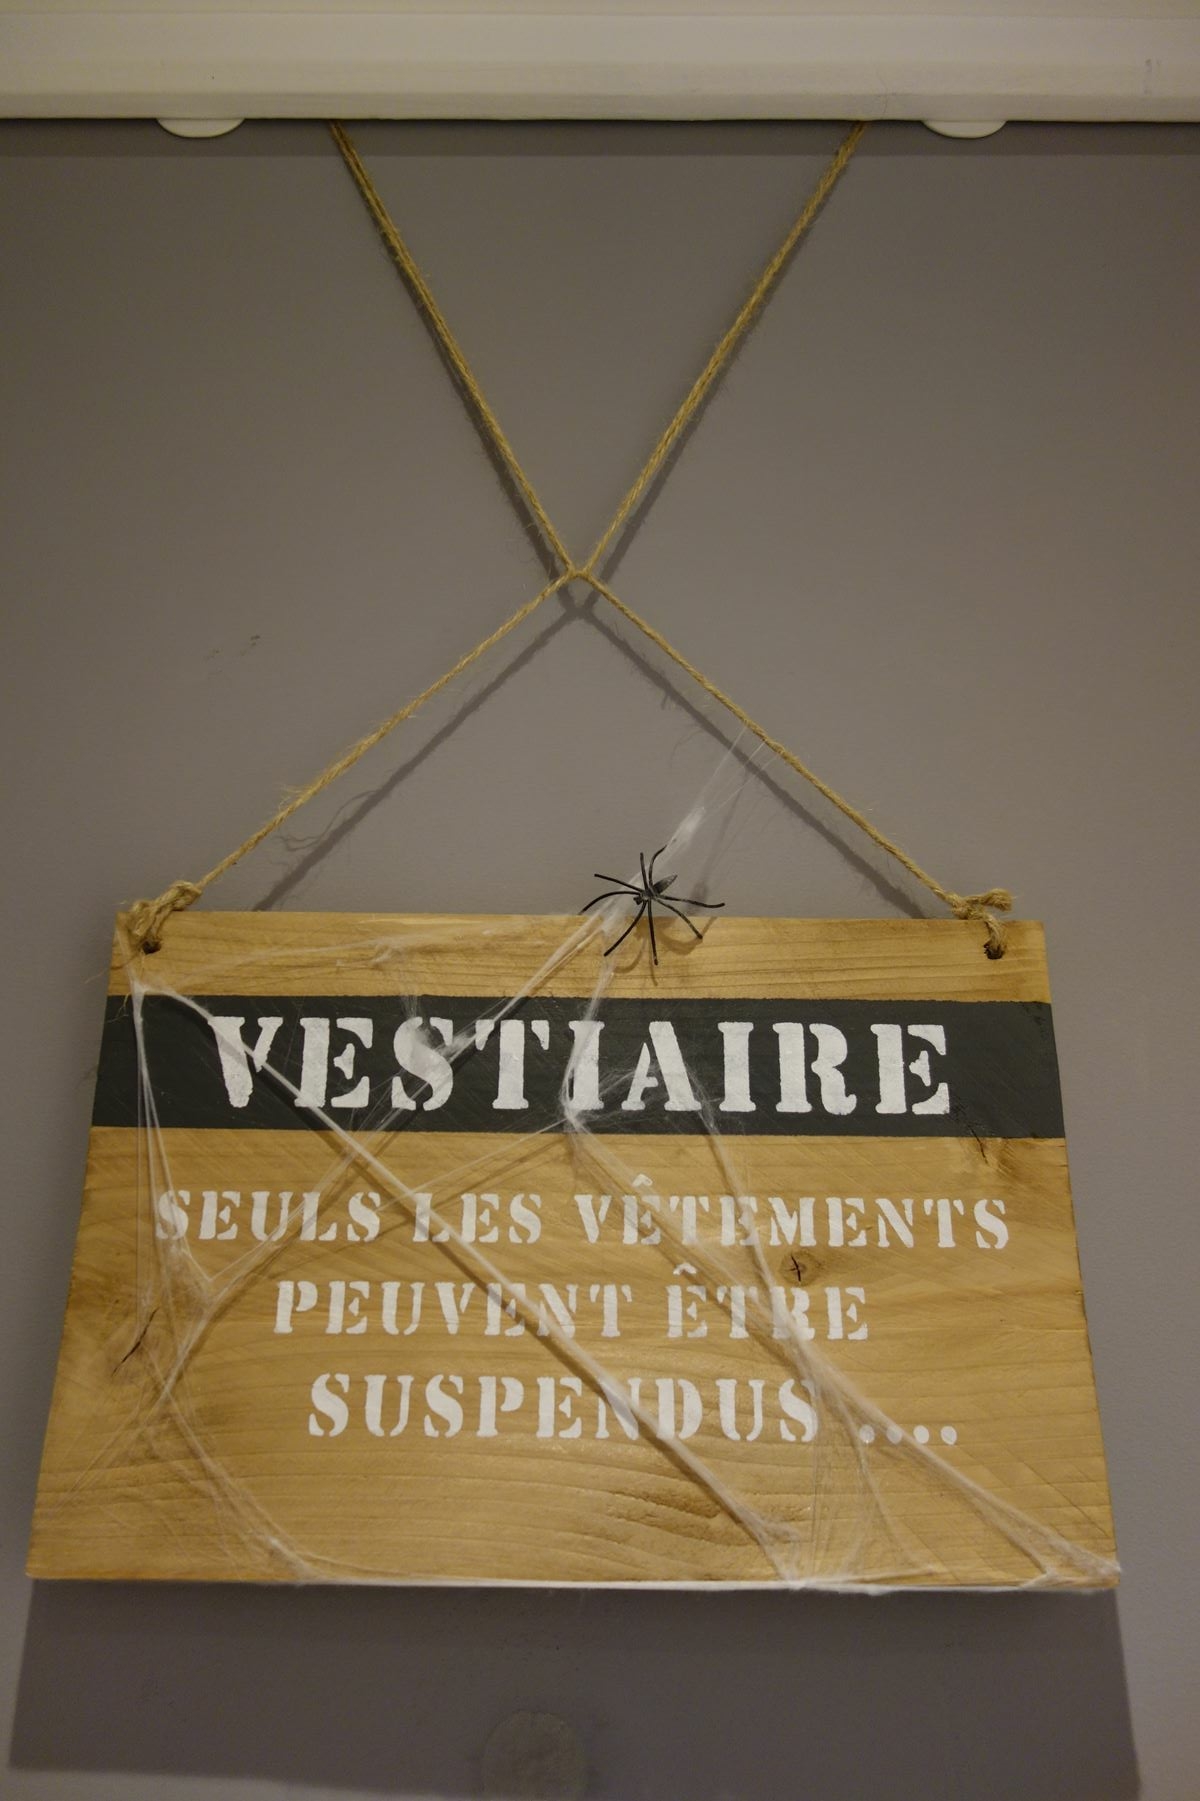 VESTIAIRE
SEULS LES VÊTEMENTS
PEUVENT ÊTRE
SUSPENDUS ....